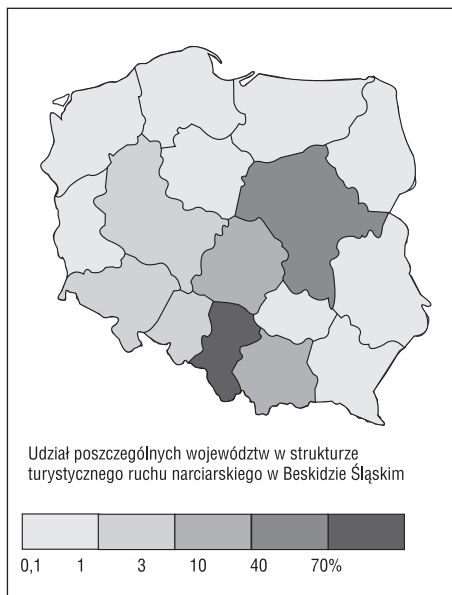 Udział poszczególnych województw w strukturze
turystycznego ruchu narciarskiego w Beskidzie Śląskim
0,1 1 3 10 40 70%